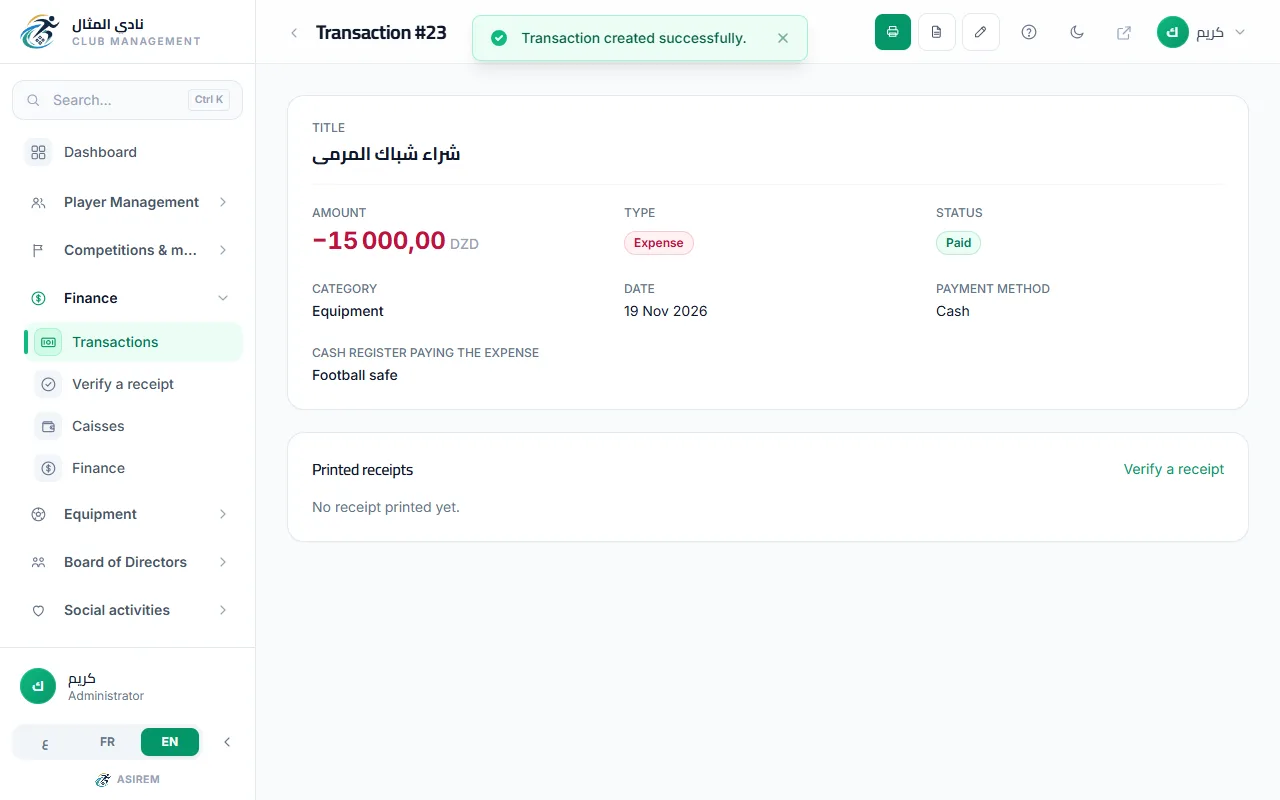 نادي المثال
CLUB MANAGEMENT
Search...
Ctrl K
Dashboard
Player Management
Competitions & m...
Finance
Transactions
Verify a receipt
Caisses
Finance
Equipment
Board of Directors
Social activities
ك
كريم
Administrator
ع
FR
EN
ASIREM
Transaction #23
Transaction created successfully.
ك
كريم
TITLE
شراء شباك المرمى
AMOUNT
−15 000,00 DZD
TYPE
Expense
STATUS
Paid
CATEGORY
Equipment
DATE
19 Nov 2026
PAYMENT METHOD
Cash
CASH REGISTER PAYING THE EXPENSE
Football safe
Printed receipts
Verify a receipt
No receipt printed yet.